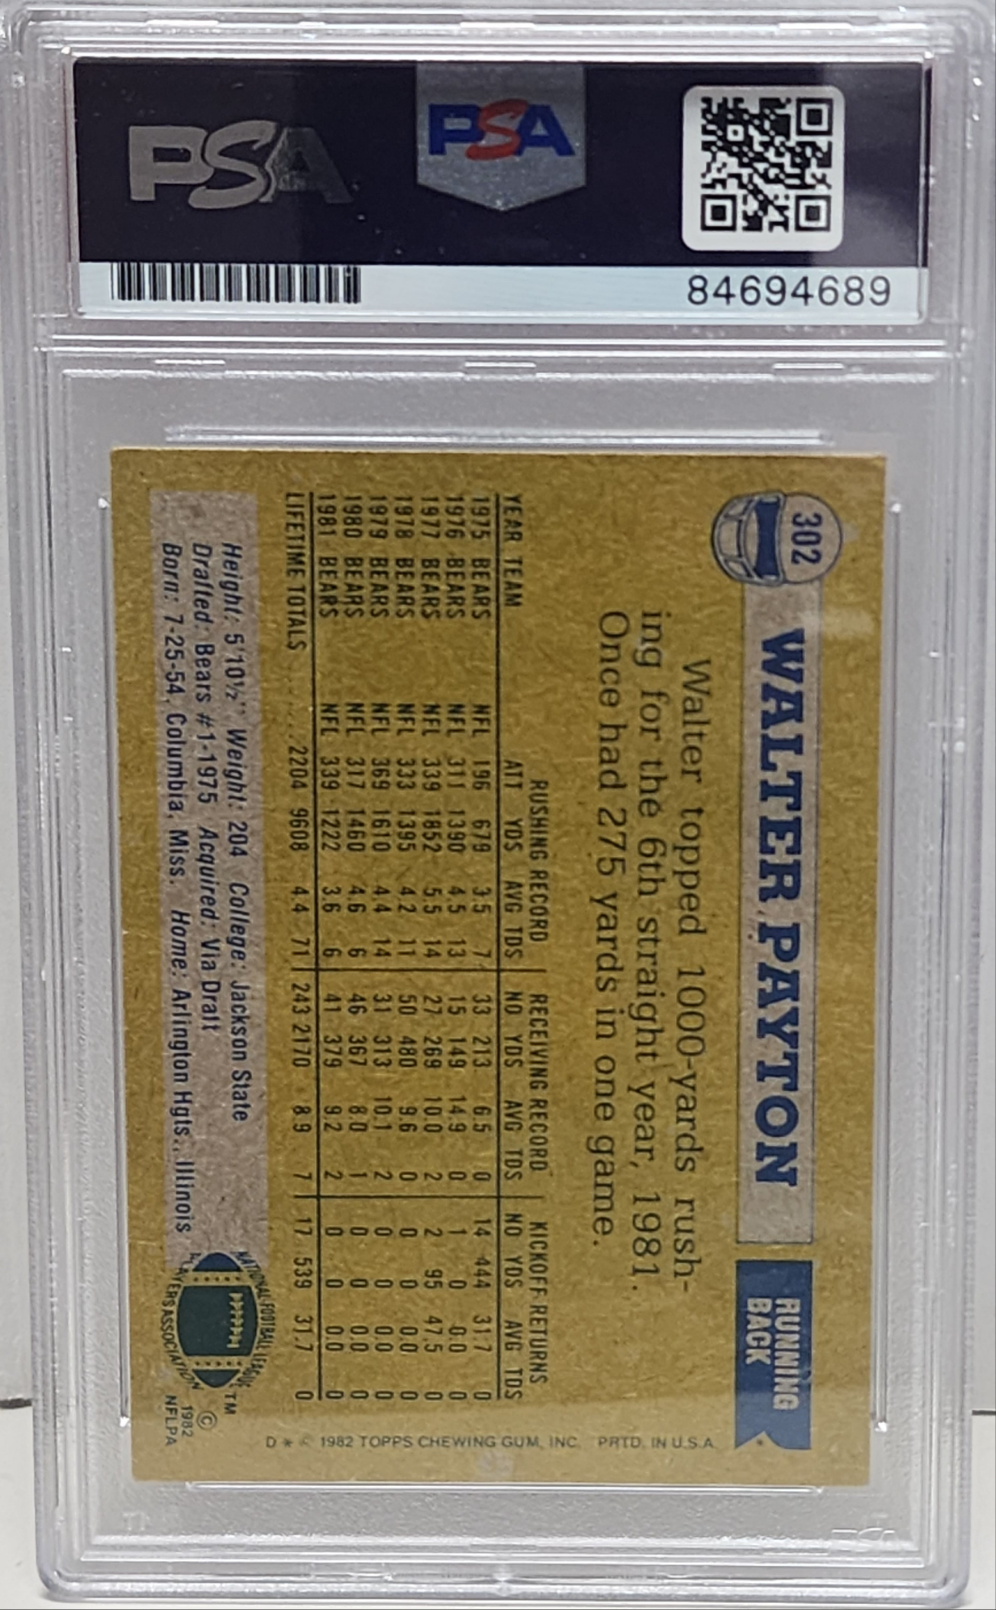 PSA
PSA
84694689
302
WALTER PAYTON
RUNNING
BACK
Walter topped 1000-yards rush-
ing for the 6th straight year, 1981.
Once had 275 yards in one game.
RUSHING RECORD RECEIVING RECORD KICKOFF RETURNS
YEAR TEAM ATT YDS AVG TDS NO YDS AVG TDS NO YDS AVG TDS
1975 BEARS NFL 196 679 3.5 7 33 213 6.5 0 14 444 31.7 0
1976 BEARS NFL 311 1390 4.5 13 15 149 14.9 0 1 0 0.0 0
1977 BEARS NFL 339 1852 5.5 14 27 269 10.0 2 2 95 47.5 0
1978 BEARS NFL 333 1395 4.2 11 50 480 9.6 0 0 0 0.0 0
1979 BEARS NFL 369 1610 4.4 14 31 313 10.1 2 0 0 0.0 0
1980 BEARS NFL 317 1460 4.6 6 46 367 8.0 1 0 0 0.0 0
1981 BEARS NFL 339 1222 3.6 6 41 379 9.2 2 0 0 0.0 0
LIFETIME TOTALS ....... 2204 9608 4.4 71 243 2170 8.9 7 17 539 31.7 0
Height: 5'10½" Weight: 204 College: Jackson State
Drafted: Bears #1-1975 Acquired: Via Draft
Born: 7-25-54, Columbia, Miss. Home: Arlington Hgts., Illinois
NATIONAL FOOTBALL LEAGUE
PLAYERS ASSOCIATION
TM
©
1982
NFLPA
D * © 1982 TOPPS CHEWING GUM, INC. PRTD. IN U.S.A.